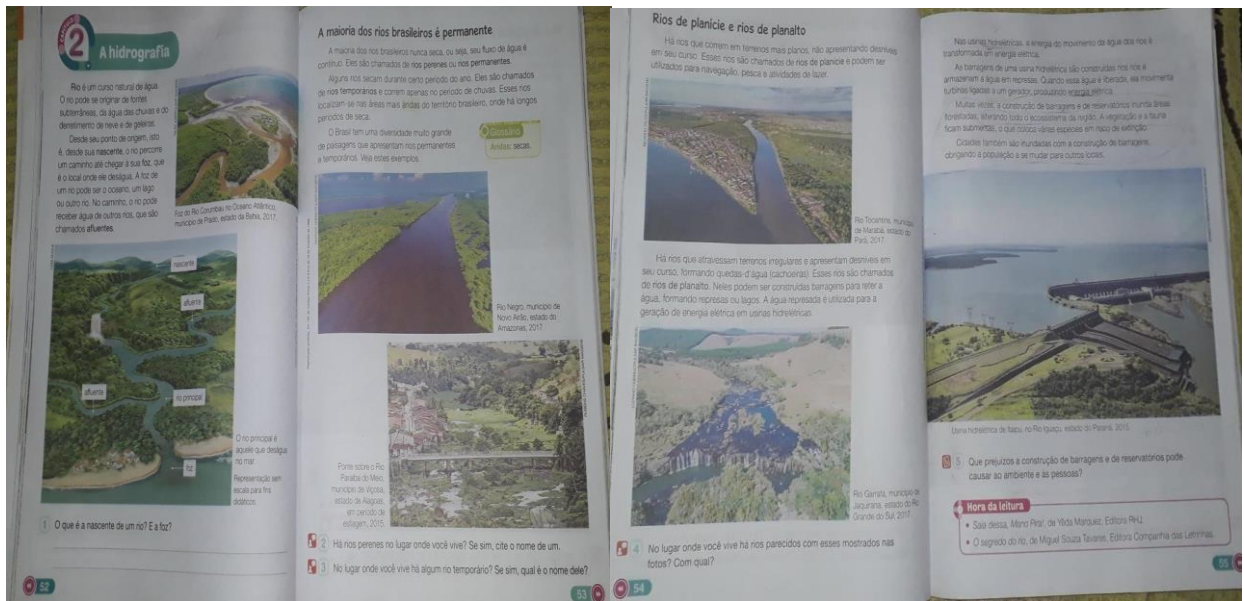 CAPÍTULO
2
A hidrografia
Rio é um curso natural de água.
O rio pode se originar de fontes
subterrâneas, da água das chuvas e do
derretimento de neve e de geleiras.
Desde seu ponto de origem, isto
é, desde sua nascente, o rio percorre
um caminho até chegar à sua foz, que
é o local onde ele deságua. A foz de
um rio pode ser o oceano, um lago
ou outro rio. No caminho, o rio pode
receber água de outros rios, que são
chamados afluentes.
Foz do Rio Corumbau no Oceano Atlântico,
município de Prado, estado da Bahia, 2017.
nascente
afluente
afluente
rio principal
foz
O rio principal é
aquele que deságua
no mar.
Representação sem
escala para fins
didáticos.
1 O que é a nascente de um rio? E a foz?
52
A maioria dos rios brasileiros é permanente
A maioria dos rios brasileiros nunca seca, ou seja, seu fluxo de água é
contínuo. Eles são chamados de rios perenes ou rios permanentes.
Alguns rios secam durante certo período do ano. Eles são chamados
de rios temporários e correm apenas no período de chuvas. Esses rios
localizam-se nas áreas mais áridas do território brasileiro, onde há longos
períodos de seca.
O Brasil tem uma diversidade muito grande
de paisagens que apresentam rios permanentes
e temporários. Veja estes exemplos.
Glossário
Áridas: secas.
Rio Negro, município de
Novo Airão, estado do
Amazonas, 2017.
Ponte sobre o Rio
Paraíba do Meio,
município de Viçosa,
estado de Alagoas,
em período de
estiagem, 2015.
2 Há rios perenes no lugar onde você vive? Se sim, cite o nome de um.
3 No lugar onde você vive há algum rio temporário? Se sim, qual é o nome dele?
53
Rios de planície e rios de planalto
Há rios que correm em terrenos mais planos, não apresentando desníveis
em seu curso. Esses rios são chamados de rios de planície e podem ser
utilizados para navegação, pesca e atividades de lazer.
Rio Tocantins, município
de Marabá, estado do
Pará, 2017.
Há rios que atravessam terrenos irregulares e apresentam desníveis em
seu curso, formando quedas-d'água (cachoeiras). Esses rios são chamados
de rios de planalto. Neles podem ser construídas barragens para reter a
água, formando represas ou lagos. A água represada é utilizada para a
geração de energia elétrica em usinas hidrelétricas.
Rio Garrafa, município de
Jaquirana, estado do Rio
Grande do Sul, 2017.
4 No lugar onde você vive há rios parecidos com esses mostrados nas
fotos? Com qual?
54
Nas usinas hidrelétricas, a energia do movimento da água dos rios é
transformada em energia elétrica.
As barragens de uma usina hidrelétrica são construídas nos rios e
armazenam a água em represas. Quando essa água é liberada, ela movimenta
turbinas ligadas a um gerador, produzindo energia elétrica.
Muitas vezes, a construção de barragens e de reservatórios inunda áreas
florestadas, alterando todo o ecossistema da região. A vegetação e a fauna
ficam submersas, o que coloca várias espécies em risco de extinção.
Cidades também são inundadas com a construção de barragens,
obrigando a população a se mudar para outros locais.
Usina hidrelétrica de Itaipu, no Rio Iguaçu, estado do Paraná, 2015.
5 Que prejuízos a construção de barragens e de reservatórios pode
causar ao ambiente e às pessoas?
Hora da leitura
• Saia dessa, Mano Pira!, de Yilda Marquez. Editora RHJ.
• O segredo do rio, de Miguel Souza Tavares. Editora Companhia das Letrinhas.
55